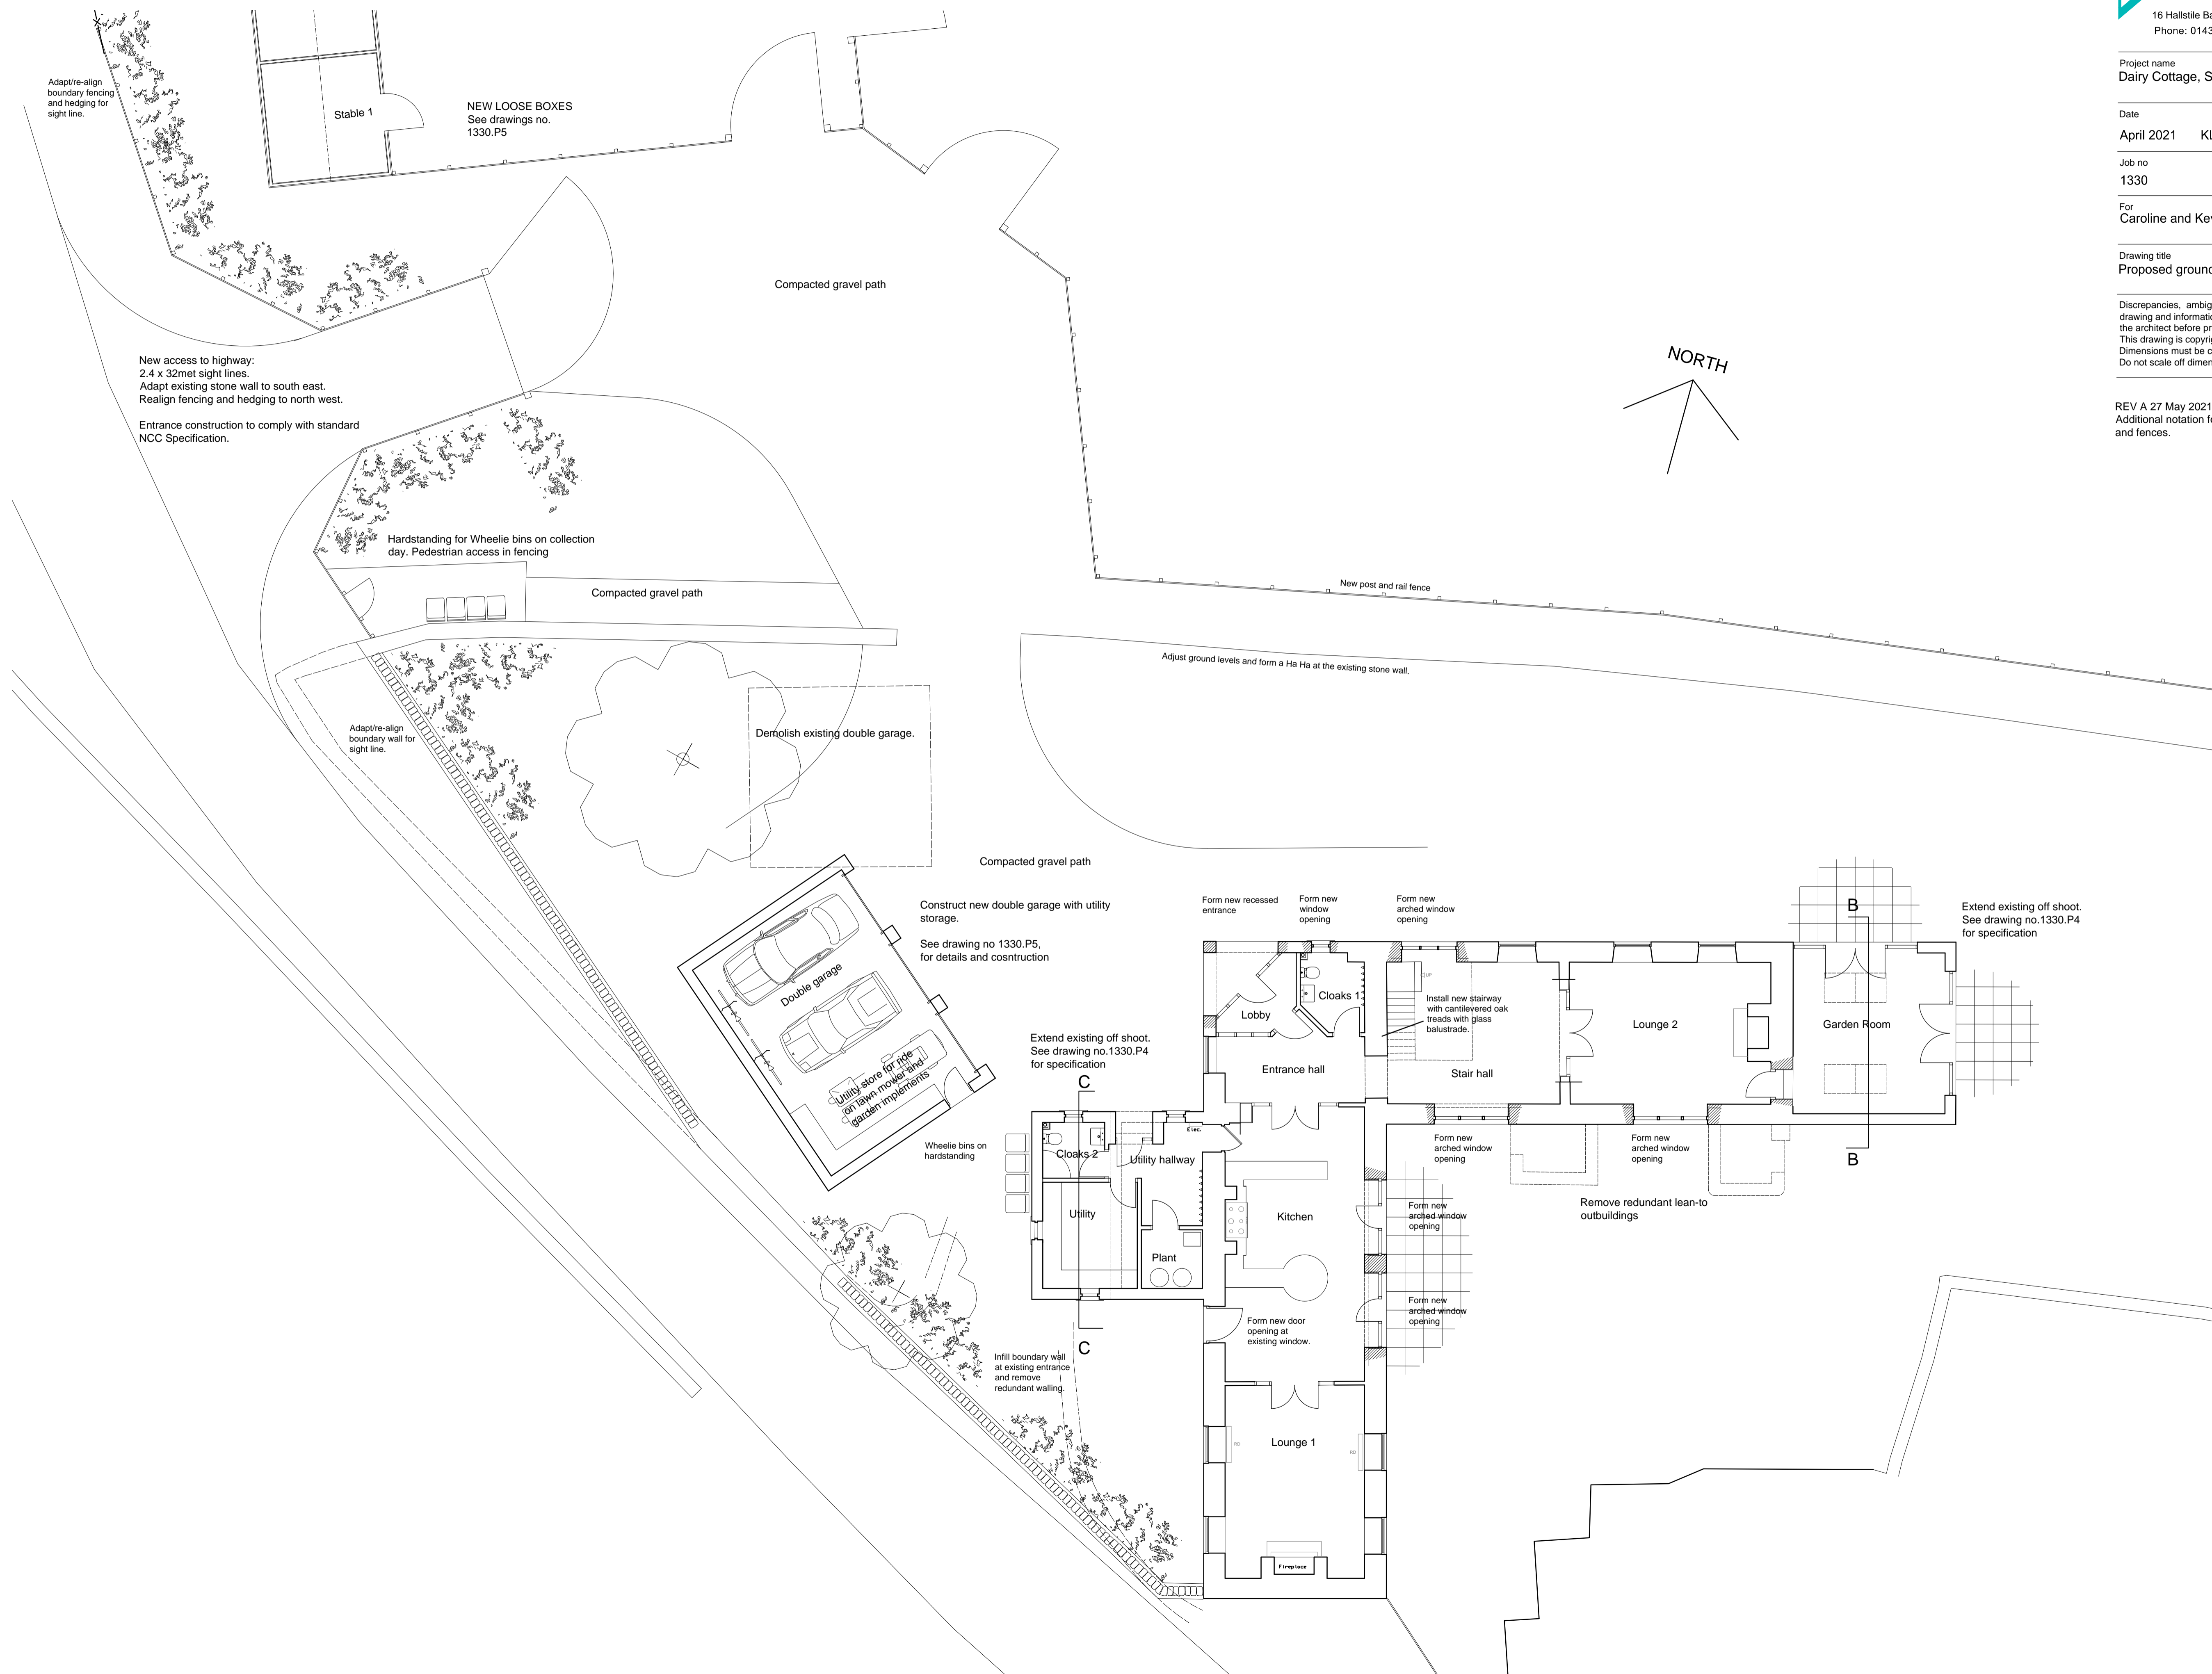 16 Hallstile Ba
Phone: 0143
Project name
Dairy Cottage, S
Date
April 2021 KL
Job no
1330
For
Caroline and Kev
Drawing title
Proposed ground
Discrepancies, ambig
drawing and informatio
the architect before pr
This drawing is copyrig
Dimensions must be c
Do not scale off dimen
REV A 27 May 2021
Additional notation fo
and fences.
Adapt/re-align
boundary fencing
and hedging for
sight line.
Stable 1
NEW LOOSE BOXES
See drawings no.
1330.P5
Compacted gravel path
NORTH
New access to highway:
2.4 x 32met sight lines.
Adapt existing stone wall to south east.
Realign fencing and hedging to north west.
Entrance construction to comply with standard
NCC Specification.
Hardstanding for Wheelie bins on collection
day. Pedestrian access in fencing
Compacted gravel path
New post and rail fence
Adjust ground levels and form a Ha Ha at the existing stone wall.
Adapt/re-align
boundary wall for
sight line.
Demolish existing double garage.
Compacted gravel path
Construct new double garage with utility
storage.
See drawing no 1330.P5,
for details and cosntruction
Double garage
Utility store for ride
on lawn mower and
garden implements
Form new recessed
entrance
Form new
window
opening
Form new
arched window
opening
B
Extend existing off shoot.
See drawing no.1330.P4
for specification
Cloaks 1
UP
Install new stairway
with cantilevered oak
treads with glass
balustrade.
Lobby
Lounge 2
Garden Room
Entrance hall
Stair hall
Extend existing off shoot.
See drawing no.1330.P4
for specification
C
Wheelie bins on
hardstanding
Elec.
Cloaks 2
Utility hallway
Form new
arched window
opening
Form new
arched window
opening
B
Utility
Kitchen
Form new
arched window
opening
Remove redundant lean-to
outbuildings
Plant
Form new
arched window
opening
Form new door
opening at
existing window.
C
Infill boundary wall
at existing entrance
and remove
redundant walling.
Lounge 1
RD
RD
Fireplace